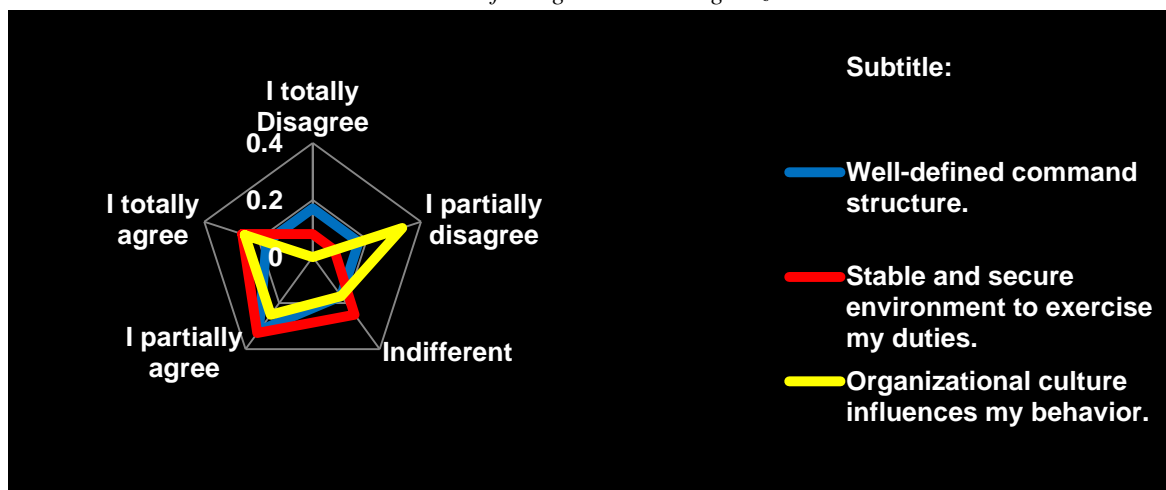 Subtitle:
I totally
Disagree
0.4
0.2
0
I partially
disagree
Indifferent
I partially
agree
I totally
agree
Well-defined command
structure.
Stable and secure
environment to exercise
my duties.
Organizational culture
influences my behavior.